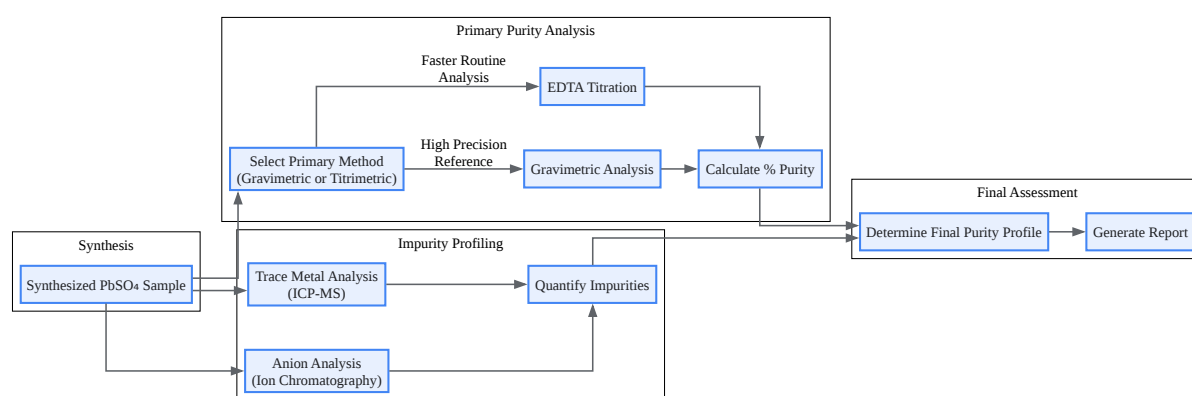 Primary Purity Analysis
Faster Routine
Analysis
EDTA Titration
Select Primary Method
(Gravimetric or Titrimetric)
High Precision
Reference
Gravimetric Analysis
Calculate % Purity
Final Assessment
Determine Final Purity Profile
Generate Report
Synthesis
Synthesized PbSO₄ Sample
Impurity Profiling
Trace Metal Analysis
(ICP-MS)
Quantify Impurities
Anion Analysis
(Ion Chromatography)